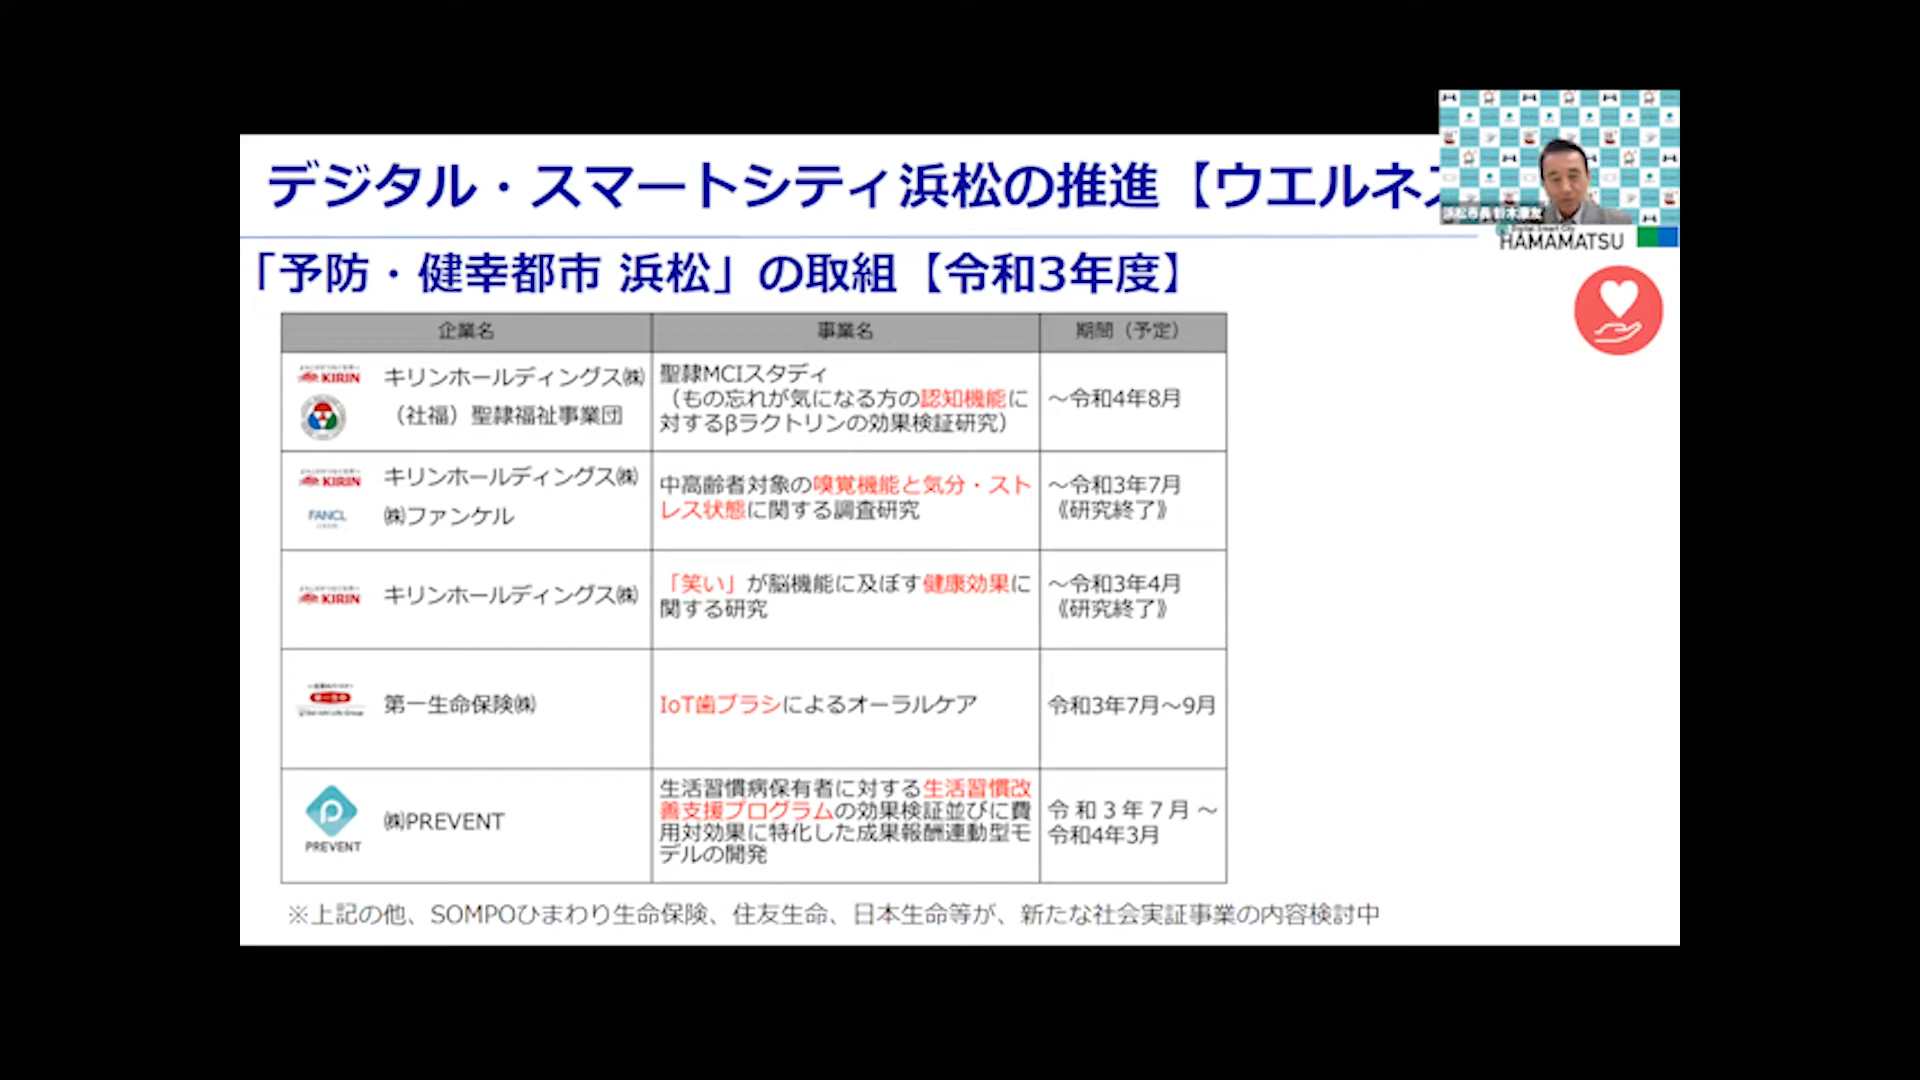 デジタル・スマートシティ浜松の推進【ウエルネ
浜松市長 鈴木康友
Digital Smart City
HAMAMATSU
「予防・健幸都市 浜松」の取組【令和3年度】
企業名
事業名
期間（予定）
KIRIN
キリンホールディングス㈱
（社福）聖隷福祉事業団
聖隷MCIスタディ
（もの忘れが気になる方の認知機能に
対するβラクトリンの効果検証研究）
～令和4年8月
KIRIN
キリンホールディングス㈱
FANCL
㈱ファンケル
中高齢者対象の嗅覚機能と気分・スト
レス状態に関する調査研究
～令和3年7月
《研究終了》
KIRIN
キリンホールディングス㈱
「笑い」が脳機能に及ぼす健康効果に
関する研究
～令和3年4月
《研究終了》
第一生命
第一生命保険㈱
IoT歯ブラシによるオーラルケア
令和3年7月～9月
PREVENT
㈱PREVENT
生活習慣病保有者に対する生活習慣改
善支援プログラムの効果検証並びに費
用対効果に特化した成果報酬連動型モ
デルの開発
令和3年7月～
令和4年3月
※上記の他、SOMPOひまわり生命保険、住友生命、日本生命等が、新たな社会実証事業の内容検討中